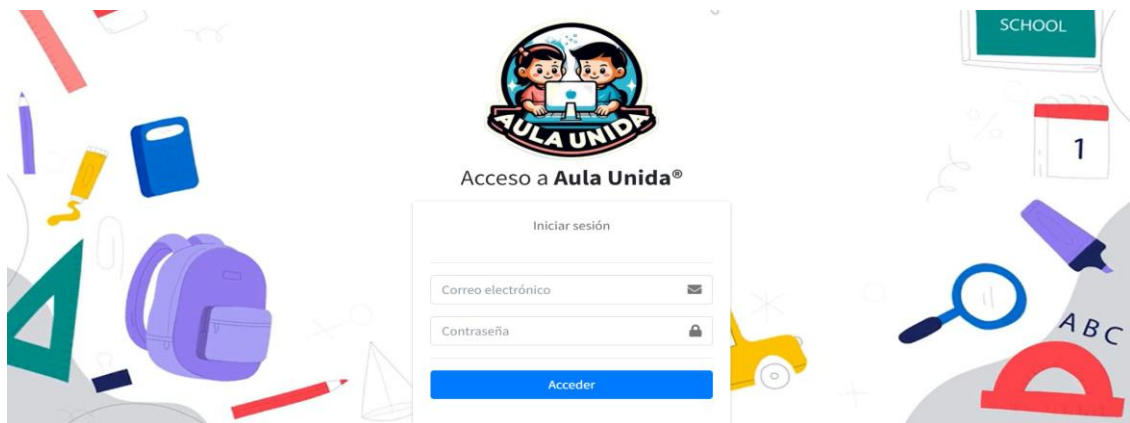 SCHOOL
AULA UNIDA
1
Acceso a Aula Unida®
Iniciar sesión
Correo electrónico
Contraseña
ABC
Acceder